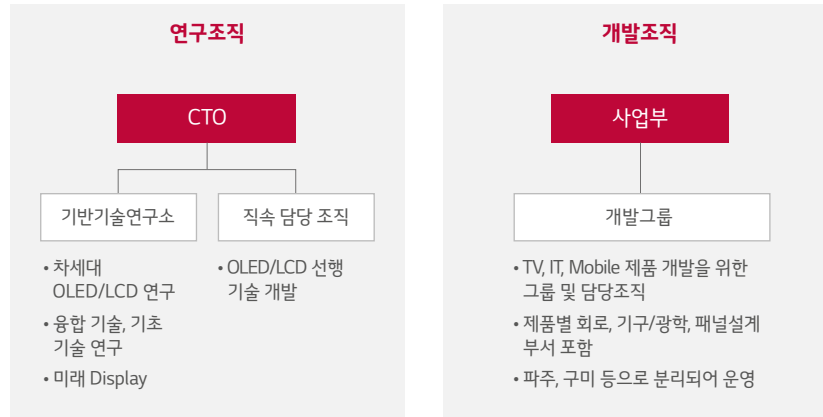 연구조직
CTO
기반기술연구소
직속 담당 조직
• 차세대
OLED/LCD 연구
• 융합 기술, 기초
기술 연구
• 미래 Display
• OLED/LCD 선행
기술 개발
개발조직
사업부
개발그룹
• TV, IT, Mobile 제품 개발을 위한
그룹 및 담당조직
• 제품별 회로, 기구/광학, 패널설계
부서 포함
• 파주, 구미 등으로 분리되어 운영